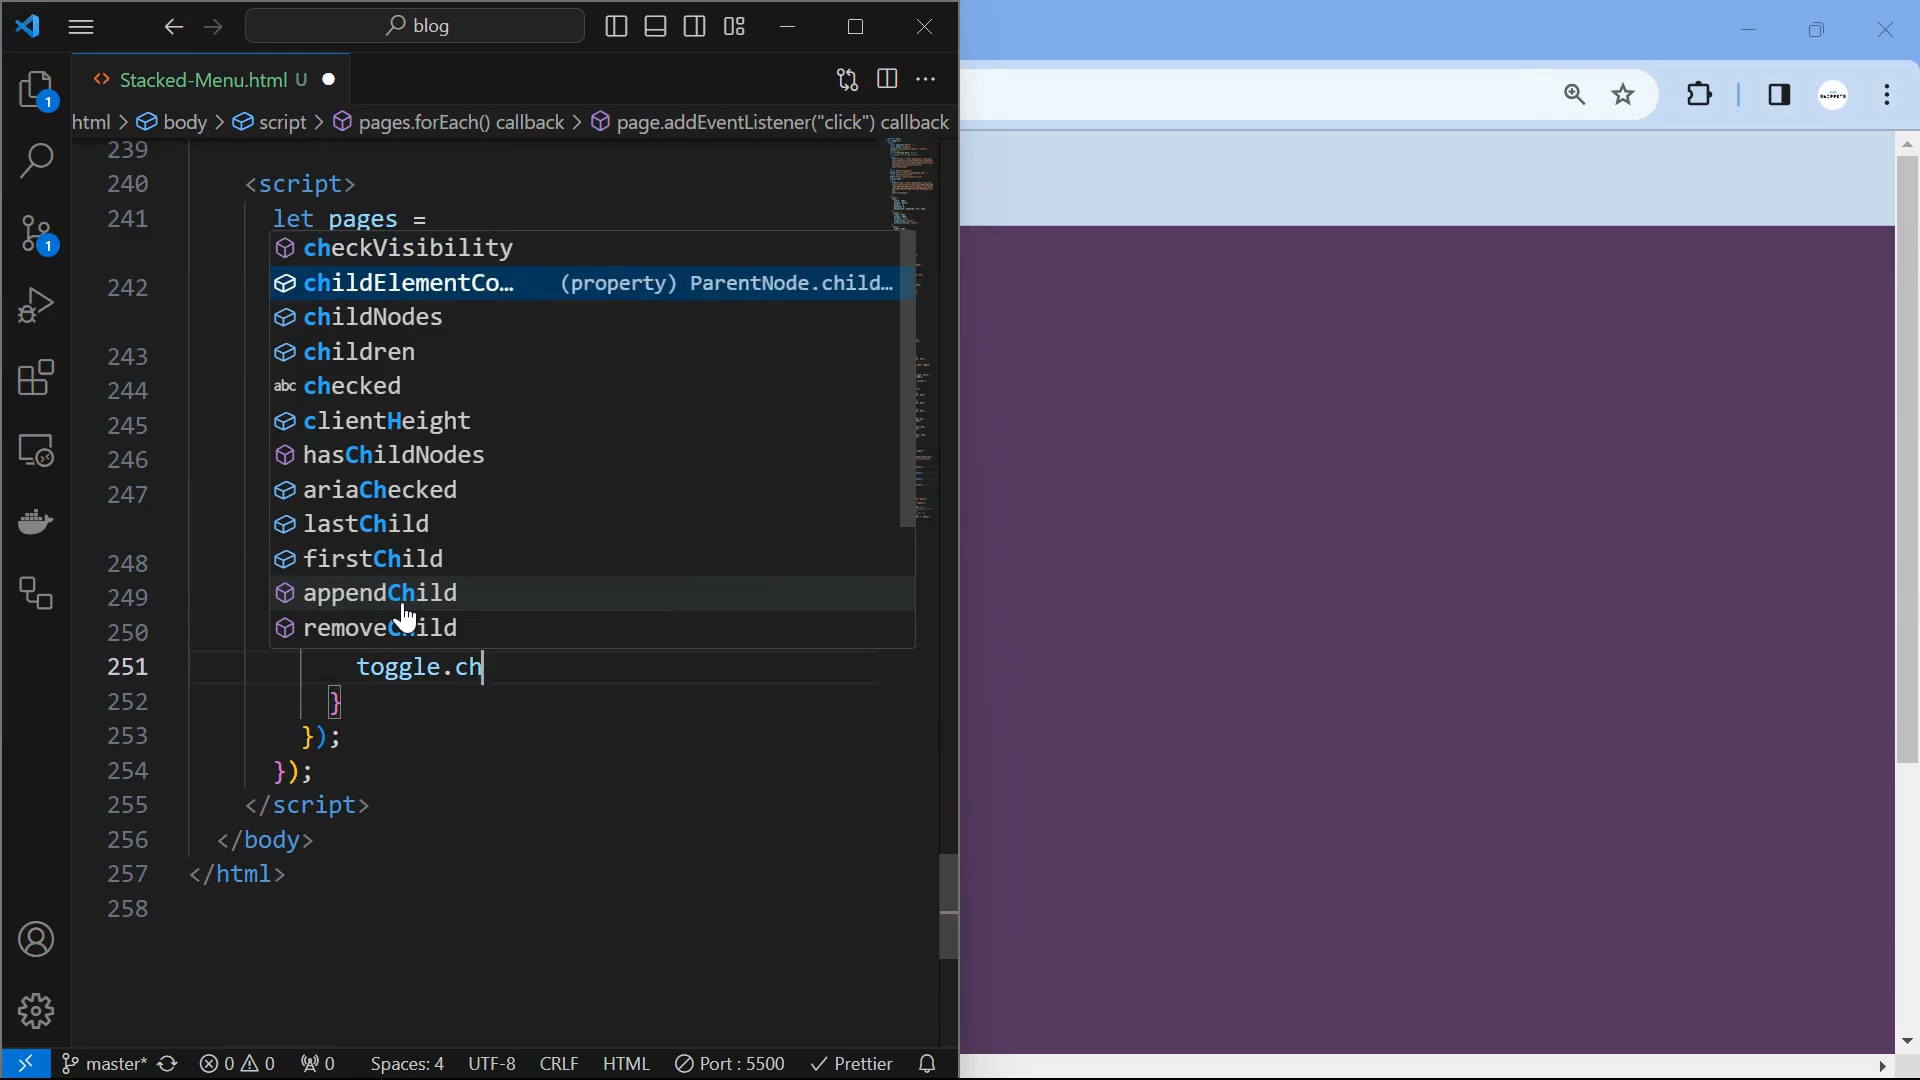 blog
1
Stacked-Menu.html U
html > body > script > pages.forEach() callback > page.addEventListener("click") callback
239
240 <script>
241 let pages =
checkVisibility
242 childElementCo... (property) ParentNode.child...
childNodes
243 children
244 abc checked
245 clientHeight
246 hasChildNodes
247 ariaChecked
lastChild
248 firstChild
249 appendChild
250 removeChild
251 toggle.ch
252 }
253 });
254 });
255 </script>
256 </body>
257 </html>
258
1
master* 0 0 0 Spaces: 4 UTF-8 CRLF HTML Port : 5500 Prettier